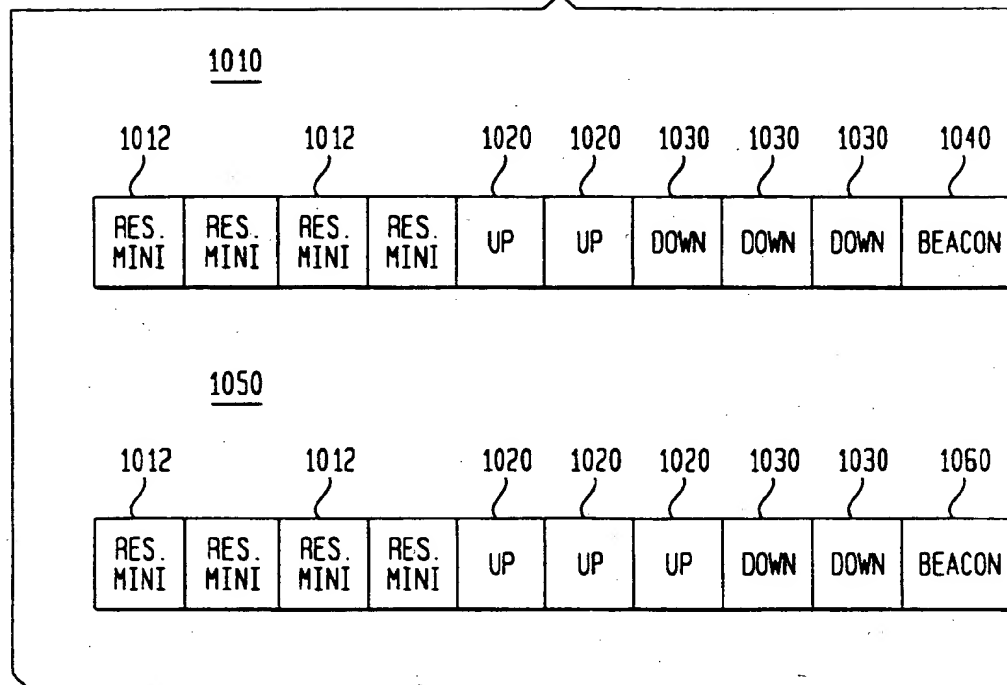 1010
1012 1012 1020 1020 1030 1030 1030 1040
RES. MINI RES. MINI RES. MINI RES. MINI UP UP DOWN DOWN DOWN BEACON
1050
1012 1012 1020 1020 1020 1030 1030 1060
RES. MINI RES. MINI RES. MINI RES. MINI UP UP UP DOWN DOWN BEACON